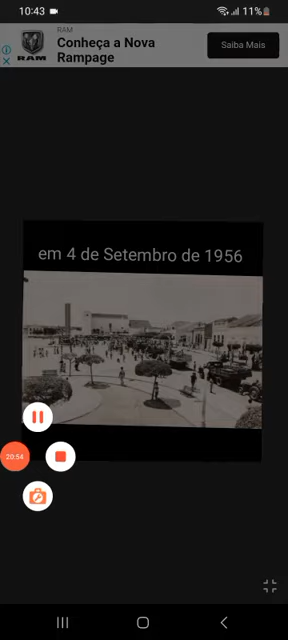 10:43
11%
RAM
Conheça a Nova
Rampage
Saiba Mais
RAM
em 4 de Setembro de 1956
20:54